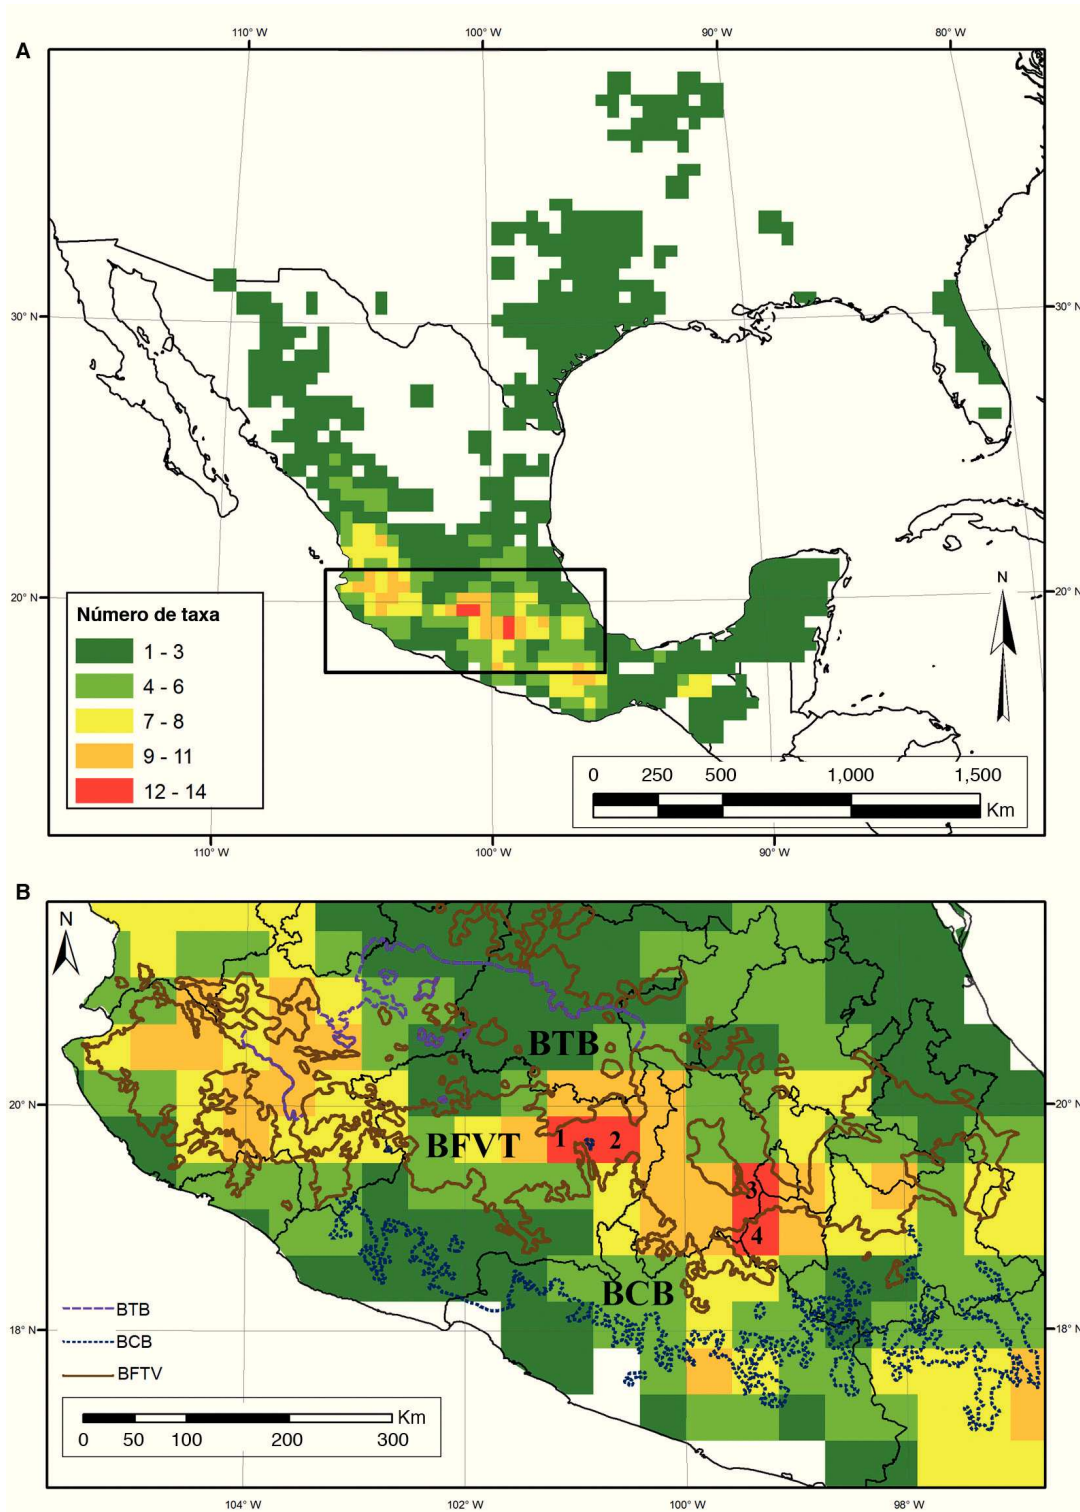 A
110° W 100° W 90° W 80° W
30° N 30° N
20° N 20° N
N
Número de taxa
1 - 3
4 - 6
7 - 8
9 - 11
12 - 14
0 250 500 1,000 1,500
Km
110° W 100° W 90° W
B
N
BTB
20° N 20° N
BFVT 1 2
3
4
BCB
18° N 18° N
BTB
BCB
BFTV
Km
0 50 100 200 300
104° W 102° W 100° W 98° W